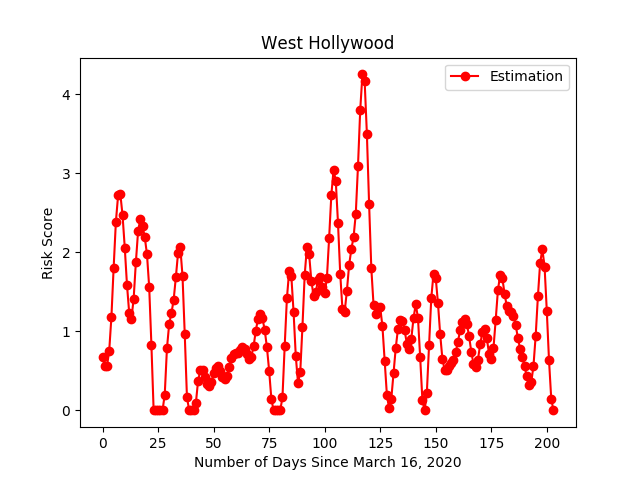 West Hollywood
Estimation
Risk Score
4
3
2
1
0
0 25 50 75 100 125 150 175 200
Number of Days Since March 16, 2020